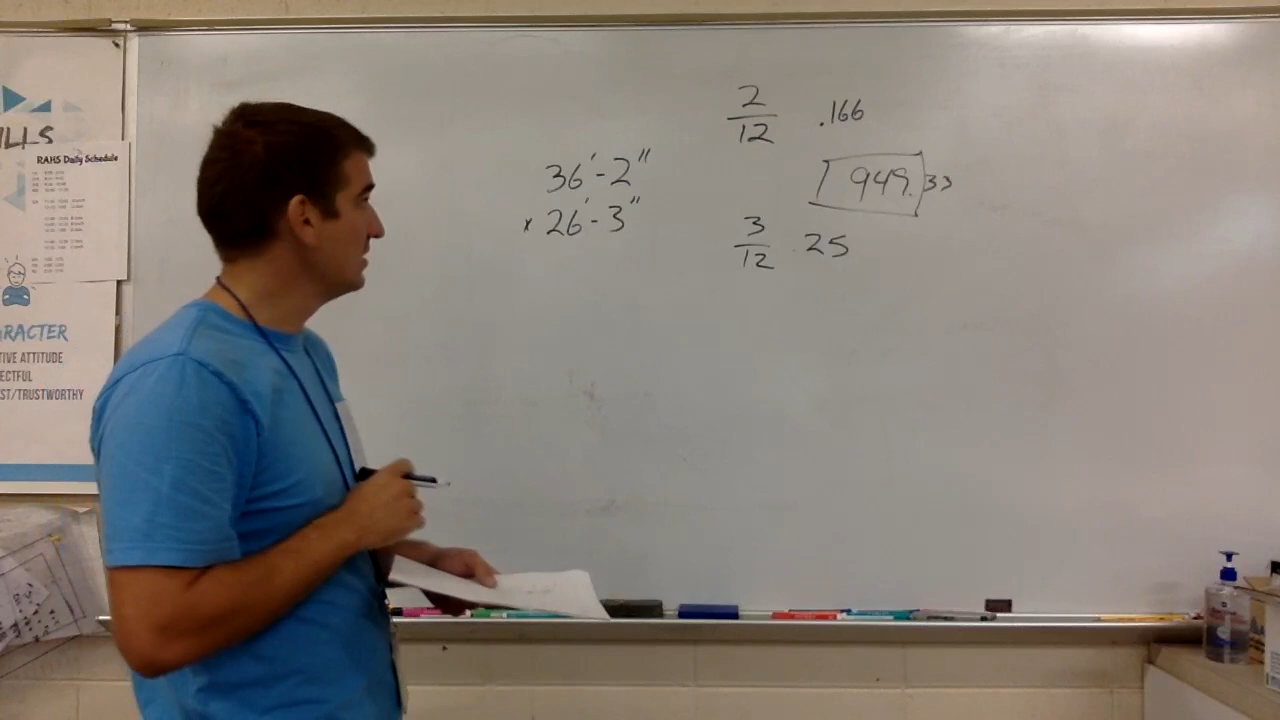 ILLS
RAHS Daily Schedule
RACTER
TIVE ATTITUDE
ECTFUL
ST/TRUSTWORTHY
36'-2"
x 26'-3"
2/12 .166
949.33
3/12 .25